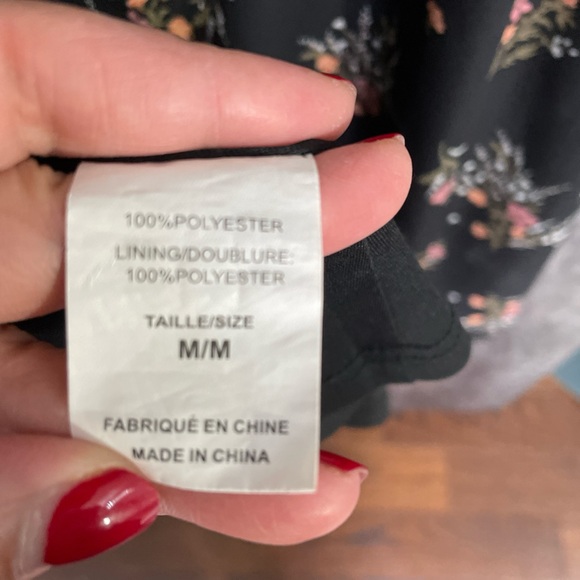 100%POLYESTER
LINING/DOUBLURE:
100%POLYESTER
TAILLE/SIZE
M/M
FABRIQUÉ EN CHINE
MADE IN CHINA